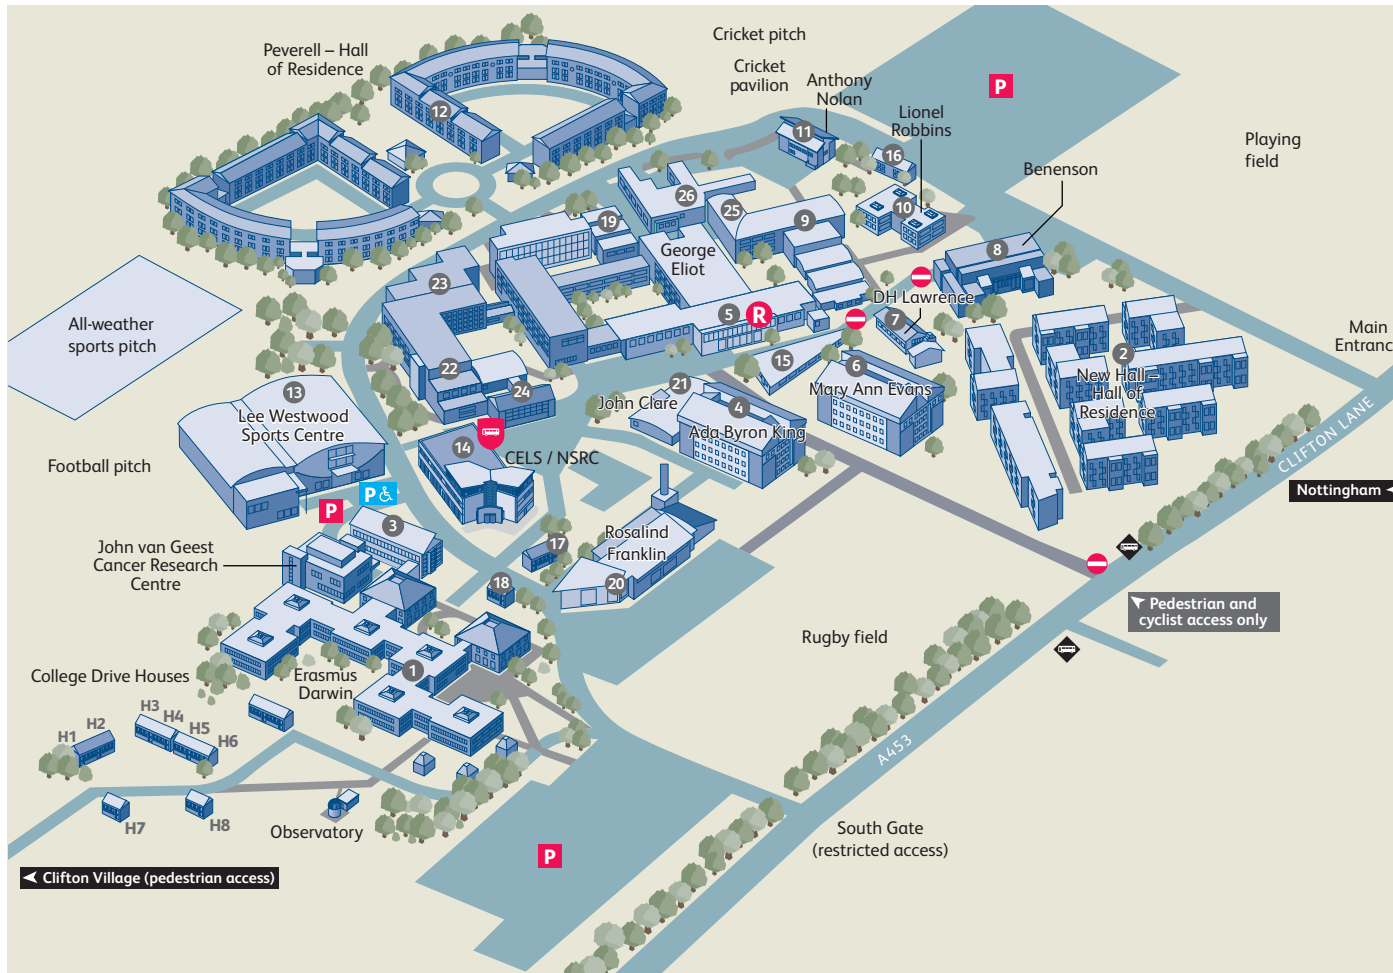 Cricket pitch
Peverell – Hall
of Residence
Cricket
pavilion
Anthony
Nolan
P
Lionel
Robbins
12
11
16
Playing
field
Benenson
26
25
19
9
10
8
George
Eliot
23
DH Lawrence
5
R
7
All-weather
sports pitch
Main
Entranc
15
6
2
22
New Hall –
Hall of
Residence
24
21
Mary Ann Evans
13
John Clare
4
Lee Westwood
Sports Centre
Ada Byron King
CLIFTON LANE
14
CELS / NSRC
Football pitch
Nottingham
P
P
3
Rosalind
Franklin
John van Geest
Cancer Research
Centre
17
18
20
Pedestrian and
cyclist access only
Rugby field
College Drive Houses
Erasmus
Darwin
1
H3
H4
H5
H6
H2
H1
A453
H7
H8
Observatory
South Gate
(restricted access)
P
Clifton Village (pedestrian access)